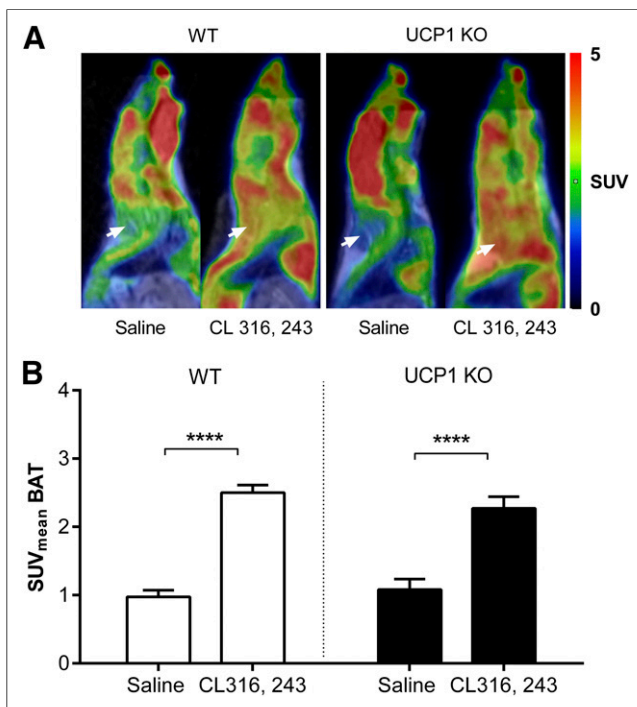 A
WT
UCP1 KO
5
SUV
0
Saline
CL 316, 243
Saline
CL 316, 243
B
WT
UCP1 KO
4
3
2
1
0
SUVmean BAT
****
****
Saline
CL316, 243
Saline
CL316, 243